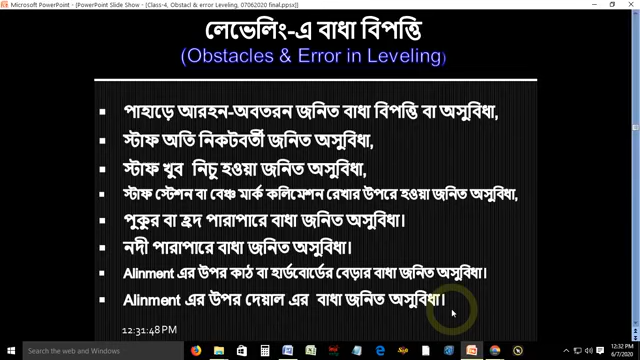 Microsoft PowerPoint - [PowerPoint Slide Show - [Class-4, Obstacl & error Leveling, 07062020 final.ppsx]]
লেভেলিং-এ বাধা বিপত্তি
(Obstacles & Error in Leveling)
পাহাড়ে আরহন-অবতরন জনিত বাধা বিপত্তি বা অসুবিধা,
স্টাফ অতি নিকটবর্তী জনিত অসুবিধা,
স্টাফ খুব নিচু হওয়া জনিত অসুবিধা,
স্টাফ স্টেশন বা বেঞ্চ মার্ক কলিমেশন রেখার উপরে হওয়া জনিত অসুবিধা,
পুকুর বা হ্রদ পারাপারে বাধা জনিত অসুবিধা।
নদী পারাপারে বাধা জনিত অসুবিধা।
Alinment এর উপর কাঠ বা হার্ডবোর্ডের বেড়ার বাধা জনিত অসুবিধা।
Alinment এর উপর দেয়াল এর বাধা জনিত অসুবিধা।
12:31:48 PM
Search the web and Windows
12:32 PM
6/7/2020